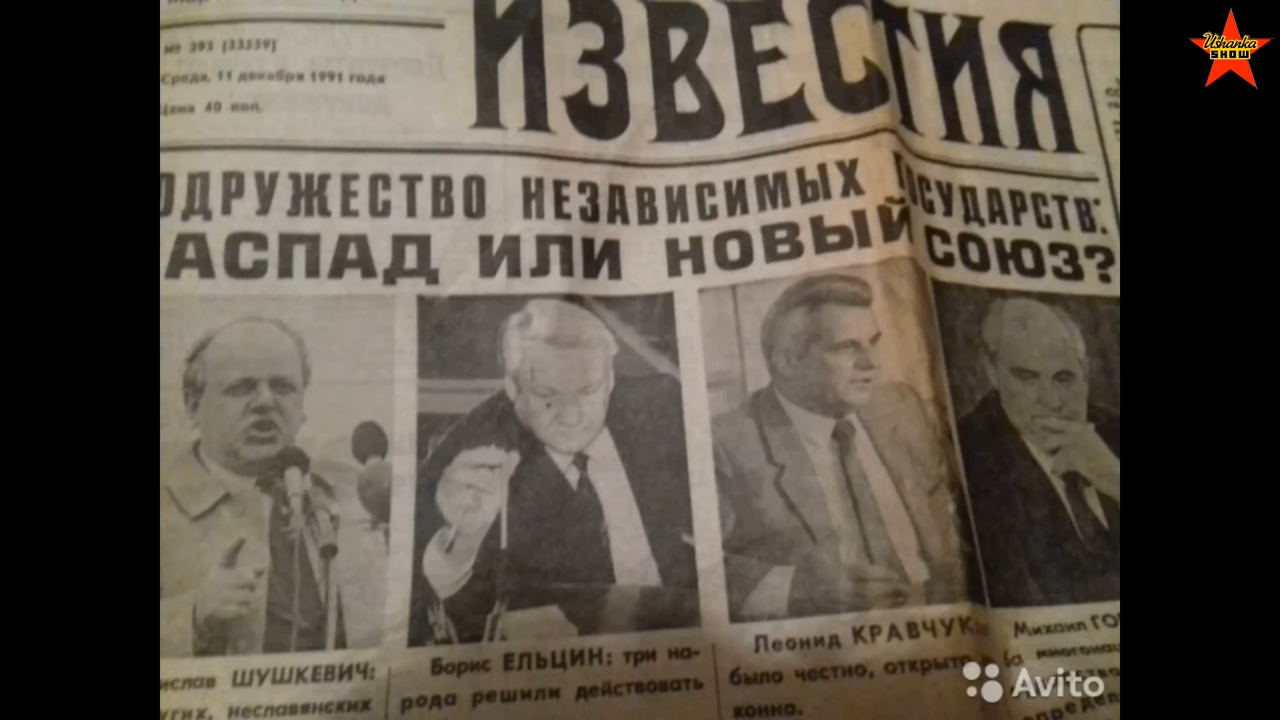 № 393 (23559)
Среда, 11 декабря 1991 года
Цена 40 коп.
ИЗВЕСТИЯ
Ushanka
SHOW
ОДРУЖЕСТВО НЕЗАВИСИМЫХ ГОСУДАРСТВ:
АСПАД ИЛИ НОВЫЙ СОЮЗ?
ислав ШУШКЕВИЧ:
угих, неславянских
Борис ЕЛЬЦИН: три на-
рода решили действовать
Леонид КРАВЧУК:
было честно, открыто
конно.
Михаил ГО
многона
Avito